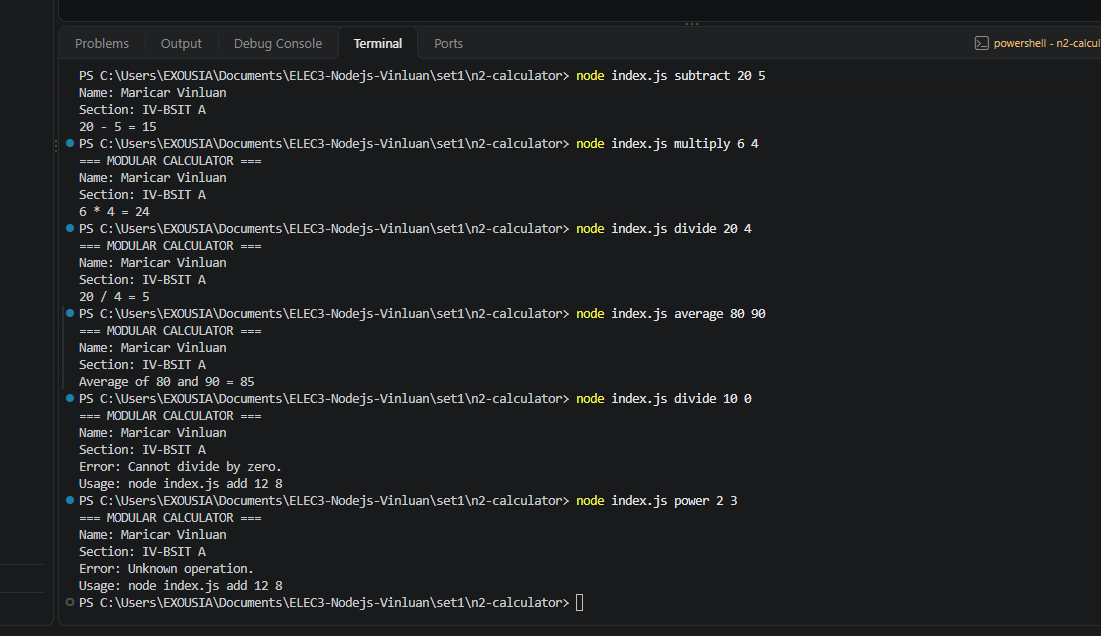 Problems Output Debug Console Terminal Ports powershell - n2-calcul
PS C:\Users\EXOUSIA\Documents\ELEC3-Nodejs-Vinluan\set1\n2-calculator> node index.js subtract 20 5
Name: Maricar Vinluan
Section: IV-BSIT A
20 - 5 = 15
PS C:\Users\EXOUSIA\Documents\ELEC3-Nodejs-Vinluan\set1\n2-calculator> node index.js multiply 6 4
=== MODULAR CALCULATOR ===
Name: Maricar Vinluan
Section: IV-BSIT A
6 * 4 = 24
PS C:\Users\EXOUSIA\Documents\ELEC3-Nodejs-Vinluan\set1\n2-calculator> node index.js divide 20 4
=== MODULAR CALCULATOR ===
Name: Maricar Vinluan
Section: IV-BSIT A
20 / 4 = 5
PS C:\Users\EXOUSIA\Documents\ELEC3-Nodejs-Vinluan\set1\n2-calculator> node index.js average 80 90
=== MODULAR CALCULATOR ===
Name: Maricar Vinluan
Section: IV-BSIT A
Average of 80 and 90 = 85
PS C:\Users\EXOUSIA\Documents\ELEC3-Nodejs-Vinluan\set1\n2-calculator> node index.js divide 10 0
=== MODULAR CALCULATOR ===
Name: Maricar Vinluan
Section: IV-BSIT A
Error: Cannot divide by zero.
Usage: node index.js add 12 8
PS C:\Users\EXOUSIA\Documents\ELEC3-Nodejs-Vinluan\set1\n2-calculator> node index.js power 2 3
=== MODULAR CALCULATOR ===
Name: Maricar Vinluan
Section: IV-BSIT A
Error: Unknown operation.
Usage: node index.js add 12 8
PS C:\Users\EXOUSIA\Documents\ELEC3-Nodejs-Vinluan\set1\n2-calculator>